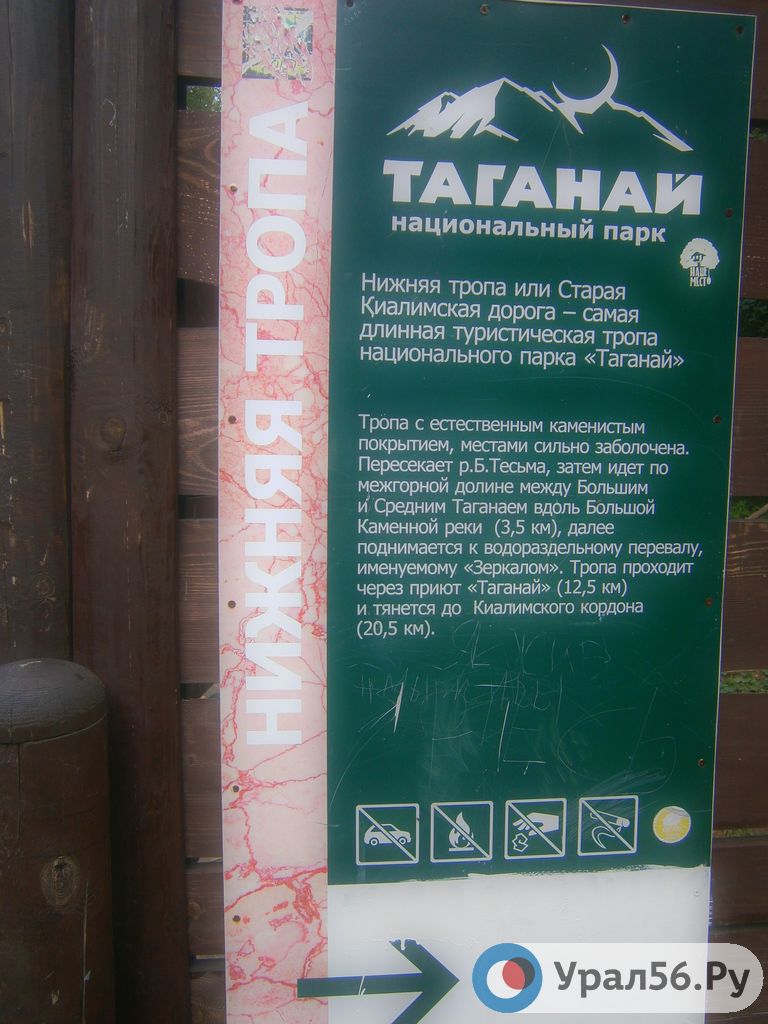 НИЖНЯЯ ТРОПА
ТАГАНАЙ
национальный парк
НАШЕ
МЕСТО
Нижняя тропа или Старая
Киалимская дорога – самая
длинная туристическая тропа
национального парка «Таганай»
Тропа с естественным каменистым
покрытием, местами сильно заболочена.
Пересекает р.Б.Тесьма, затем идет по
межгорной долине между Большим
и Средним Таганаем вдоль Большой
Каменной реки (3,5 км), далее
поднимается к водораздельному перевалу,
именуемому «Зеркалом». Тропа проходит
через приют «Таганай» (12,5 км)
и тянется до Киалимского кордона
(20,5 км).
Урал56.Ру